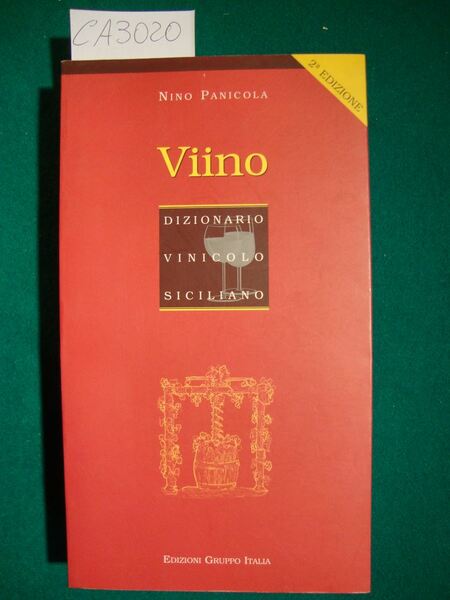 CA3020
2ª EDIZIONE
NINO PANICOLA
Viino
DIZIONARIO
VINICOLO
SICILIANO
EDIZIONI GRUPPO ITALIA